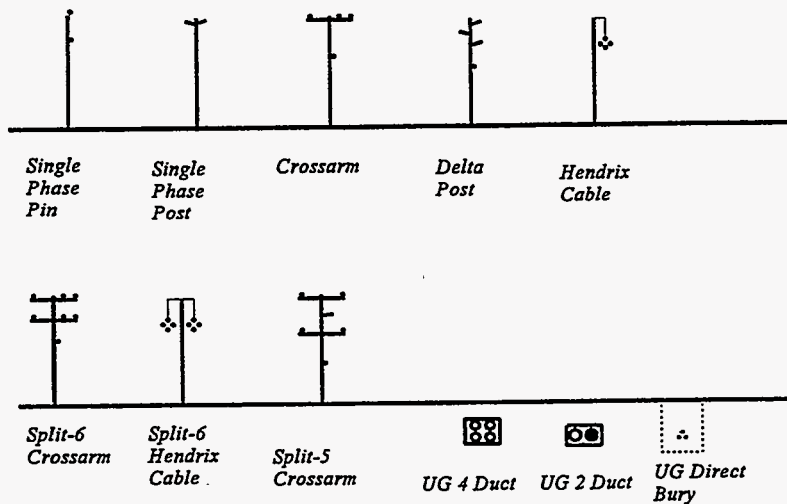 Single
Phase
Pin
Single
Phase
Post
Crossarm
Delta
Post
Hendrix
Cable
Split-6
Crossarm
Split-6
Hendrix
Cable
Split-5
Crossarm
UG 4 Duct
UG 2 Duct
UG Direct
Bury